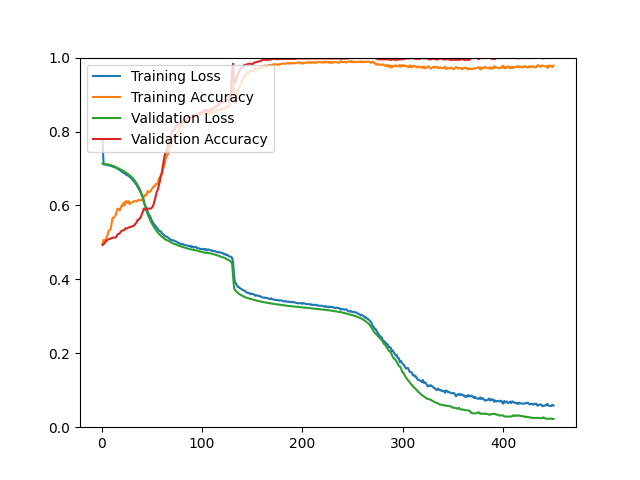 1.0
0.8
0.6
0.4
0.2
0.0
Training Loss
Training Accuracy
Validation Loss
Validation Accuracy
0 100 200 300 400